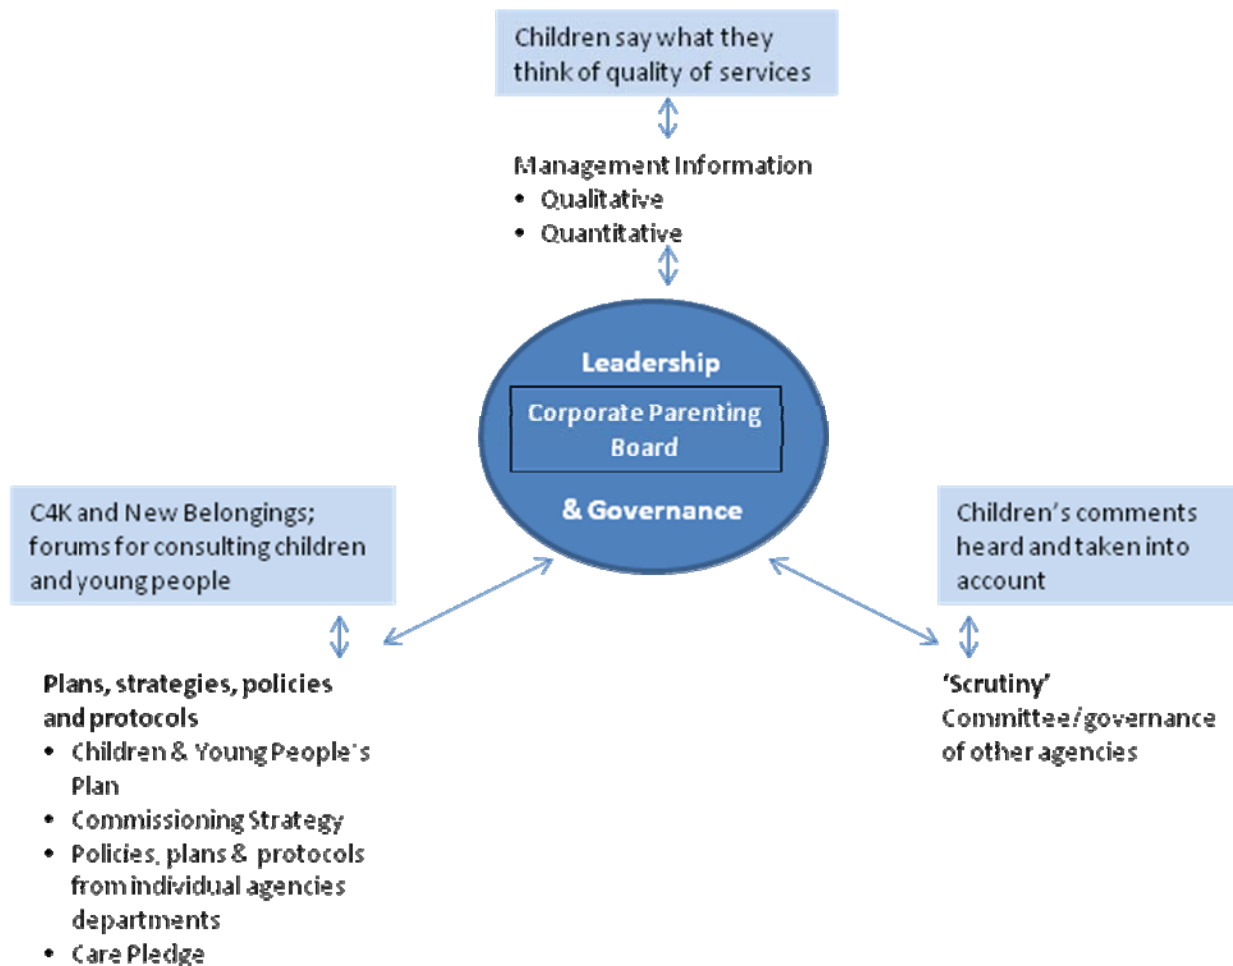 Children say what they
think of quality of services
Management Information
• Qualitative
• Quantitative
Leadership
Corporate Parenting
Board
& Governance
C4K and New Belongings;
forums for consulting children
and young people
Children’s comments
heard and taken into
account
Plans, strategies, policies
and protocols
• Children & Young People's
Plan
• Commissioning Strategy
• Policies, plans & protocols
from individual agencies
departments
• Care Pledge
‘Scrutiny’
Committee/governance
of other agencies